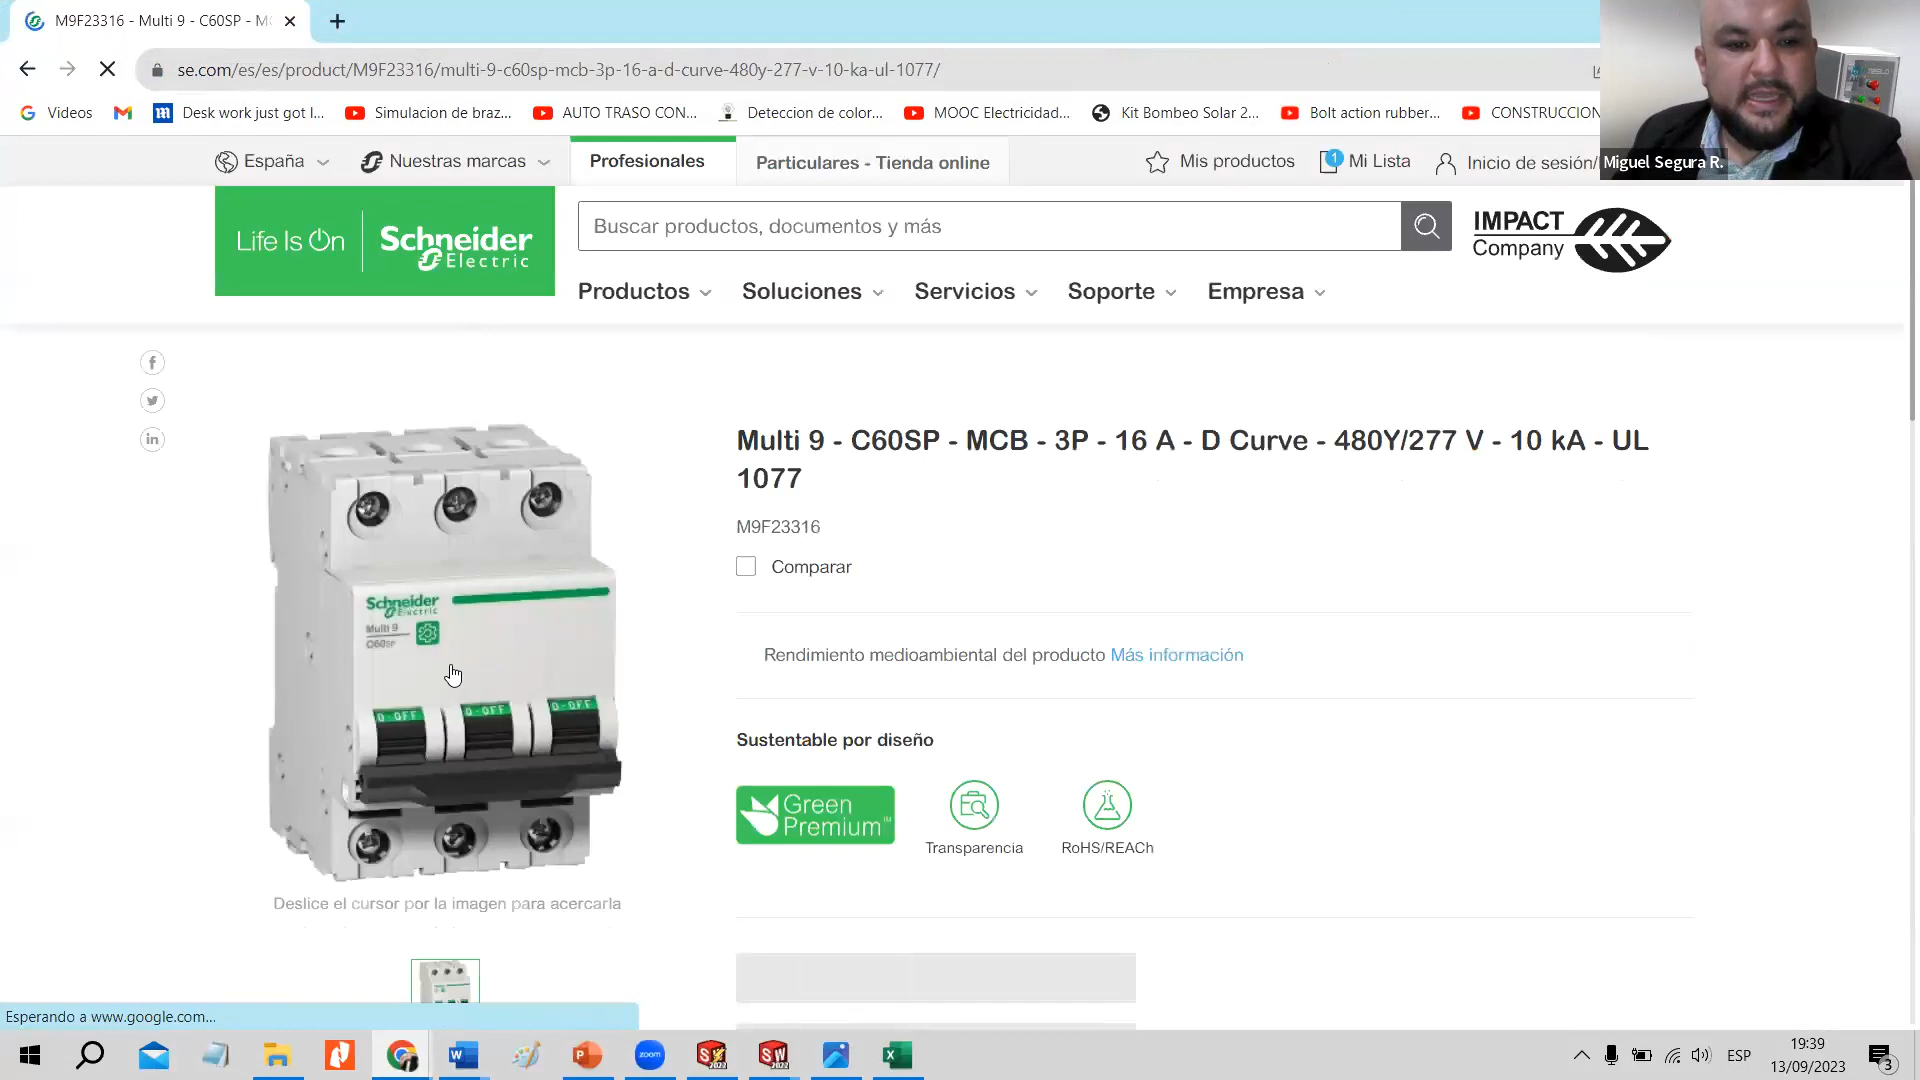 M9F23316 - Multi 9 - C60SP - MC
se.com/es/es/product/M9F23316/multi-9-c60sp-mcb-3p-16-a-d-curve-480y-277-v-10-ka-ul-1077/
Videos
Desk work just got l...
Simulacion de braz...
AUTO TRASO CON...
Deteccion de color...
MOOC Electricidad...
Kit Bombeo Solar 2...
Bolt action rubber...
CONSTRUCCION
Miguel Segura R.
España
Nuestras marcas
Profesionales
Particulares - Tienda online
Mis productos
1
Mi Lista
Inicio de sesión/
Life Is On
Schneider
Electric
Buscar productos, documentos y más
IMPACT
Company
Productos
Soluciones
Servicios
Soporte
Empresa
Multi 9 - C60SP - MCB - 3P - 16 A - D Curve - 480Y/277 V - 10 kA - UL
1077
M9F23316
Comparar
Schneider
Electric
Multi 9
C60SP
O-OFF O-OFF O-OFF
Rendimiento medioambiental del producto Más información
Sustentable por diseño
Green
Premium™
Transparencia
RoHS/REACh
Deslice el cursor por la imagen para acercarla
Esperando a www.google.com...
zoom
ESP
19:39
13/09/2023
3